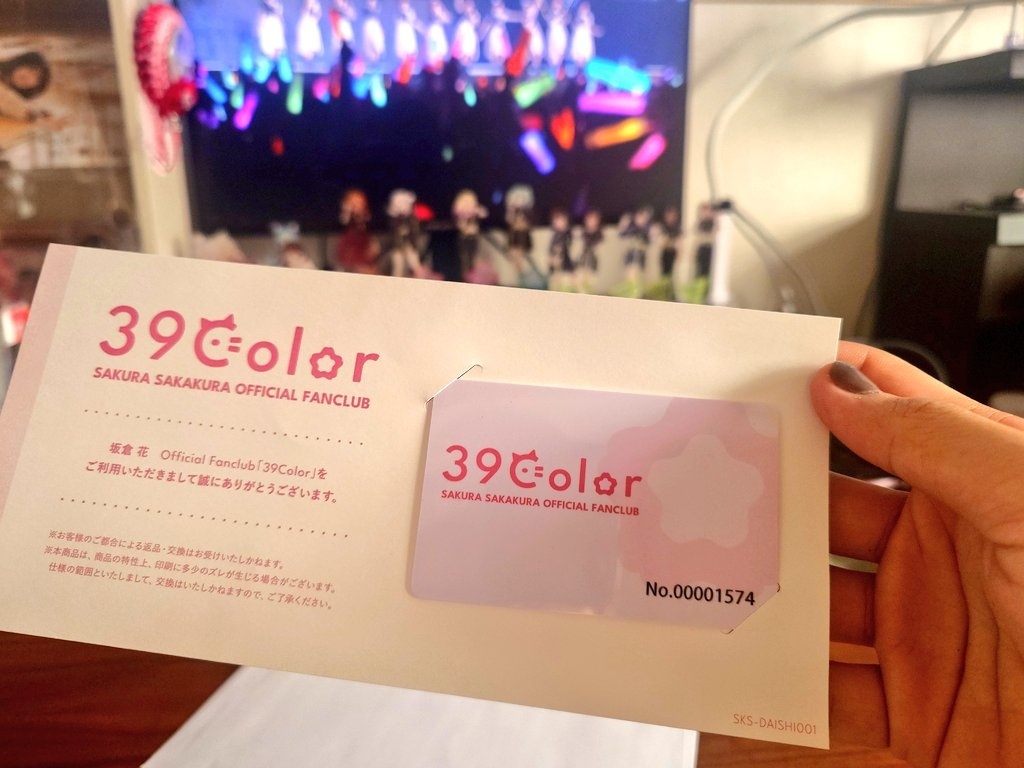 39Color
SAKURA SAKAKURA OFFICIAL FANCLUB
坂倉 花 Official Fanclub「39Color」を
ご利用いただきまして誠にありがとうございます。
※お客様のご都合による返品・交換はお受けいたしかねます。
※本商品は、商品の特性上、印刷に多少のズレが生じる場合がございます。
仕様の範囲といたしまして、交換はいたしかねますので、ご了承ください。
39Color
SAKURA SAKAKURA OFFICIAL FANCLUB
No.00001574
SKS-DAISHI001